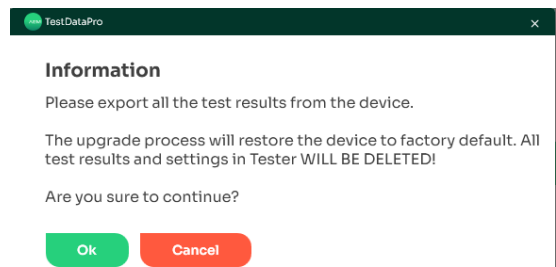 TestDataPro
Information
Please export all the test results from the device.
The upgrade process will restore the device to factory default. All
test results and settings in Tester WILL BE DELETED!
Are you sure to continue?
Ok
Cancel